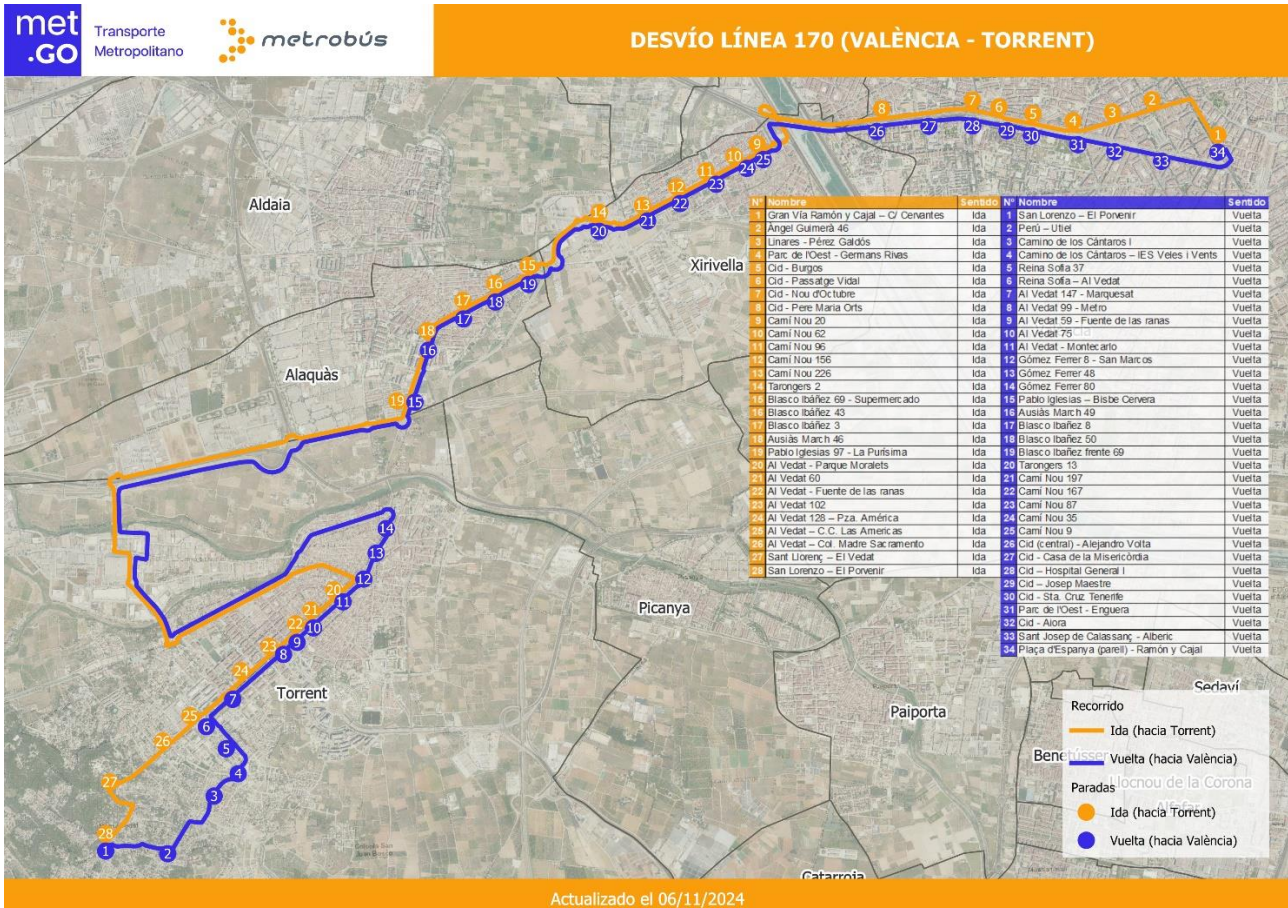 met
.GO
Transporte
Metropolitano
metrobús
DESVÍO LÍNEA 170 (VALÈNCIA - TORRENT)
Aldaia
Xirivella
Alaquàs
Picanya
Torrent
Paiporta
Sedaví
Benetússer
Llocnou de la Corona
Alfafar
Catarroja
Nº Nombre Sentido
1 Gran Vía Ramón y Cajal – C/ Cervantes Ida
2 Àngel Guimerà 46 Ida
3 Linares - Pérez Galdós Ida
4 Parc de l'Oest - Germans Rivas Ida
5 Cid - Burgos Ida
6 Cid - Passatge Vidal Ida
7 Cid - Nou d'Octubre Ida
8 Cid - Pere Maria Orts Ida
9 Camí Nou 20 Ida
10 Camí Nou 62 Ida
11 Camí Nou 96 Ida
12 Camí Nou 156 Ida
13 Camí Nou 226 Ida
14 Tarongers 2 Ida
15 Blasco Ibáñez 69 - Supermercado Ida
16 Blasco Ibáñez 43 Ida
17 Blasco Ibáñez 3 Ida
18 Ausiàs March 46 Ida
19 Pablo Iglesias 97 - La Purísima Ida
20 Al Vedat - Parque Moralets Ida
21 Al Vedat 60 Ida
22 Al Vedat - Fuente de las ranas Ida
23 Al Vedat 102 Ida
24 Al Vedat 128 – Pza. América Ida
25 Al Vedat – C.C. Las Americas Ida
26 Al Vedat – Col. Madre Sacramento Ida
27 Sant Llorenç – El Vedat Ida
28 San Lorenzo – El Porvenir Ida
Nº Nombre Sentido
1 San Lorenzo – El Porvenir Vuelta
2 Perú – Utiel Vuelta
3 Camino de los Cántaros I Vuelta
4 Camino de los Cántaros – IES Veles i Vents Vuelta
5 Reina Sofía 37 Vuelta
6 Reina Sofía – Al Vedat Vuelta
7 Al Vedat 147 - Marquesat Vuelta
8 Al Vedat 99 - Metro Vuelta
9 Al Vedat 59 - Fuente de las ranas Vuelta
10 Al Vedat 75 Vuelta
11 Al Vedat - Montecarlo Vuelta
12 Gómez Ferrer 8 - San Marcos Vuelta
13 Gómez Ferrer 48 Vuelta
14 Gómez Ferrer 80 Vuelta
15 Pablo Iglesias – Bisbe Cervera Vuelta
16 Ausiàs March 49 Vuelta
17 Blasco Ibañez 8 Vuelta
18 Blasco Ibañez 50 Vuelta
19 Blasco Ibañez frente 69 Vuelta
20 Tarongers 13 Vuelta
21 Camí Nou 197 Vuelta
22 Camí Nou 167 Vuelta
23 Camí Nou 87 Vuelta
24 Camí Nou 35 Vuelta
25 Camí Nou 9 Vuelta
26 Cid (central) - Alejandro Volta Vuelta
27 Cid - Casa de la Misericòrdia Vuelta
28 Cid – Hospital General I Vuelta
29 Cid – Josep Maestre Vuelta
30 Cid - Sta. Cruz Tenerife Vuelta
31 Parc de l'Oest - Enguera Vuelta
32 Cid - Aiora Vuelta
33 Sant Josep de Calassanç - Alberic Vuelta
34 Plaça d'Espanya (parell) - Ramón y Cajal Vuelta
Recorrido
Ida (hacia Torrent)
Vuelta (hacia València)
Paradas
Ida (hacia Torrent)
Vuelta (hacia València)
Actualizado el 06/11/2024